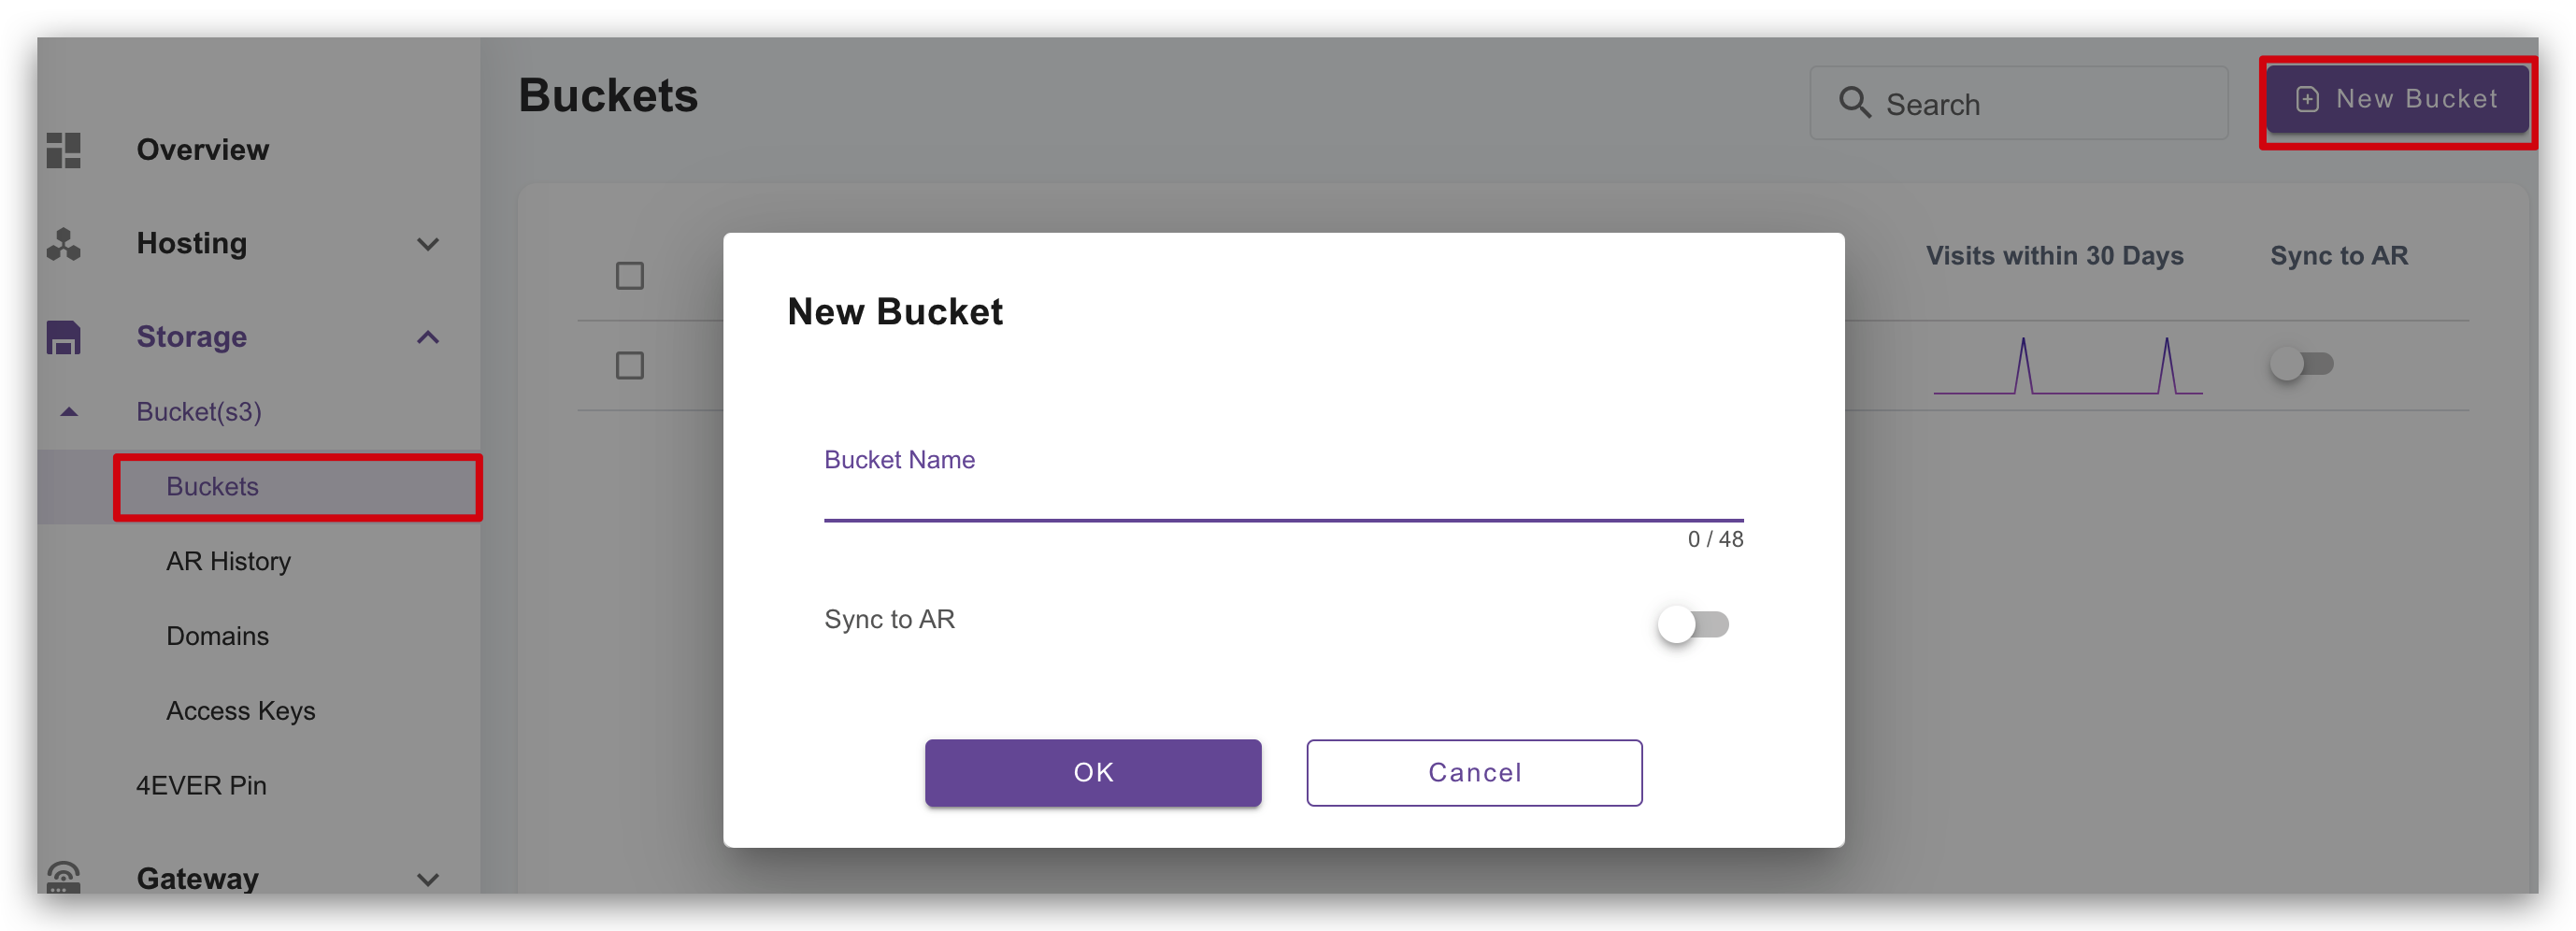 Overview
Hosting
Storage
Bucket(s3)
Buckets
AR History
Domains
Access Keys
4EVER Pin
Gateway
Buckets
Search
New Bucket
Visits within 30 Days
Sync to AR
New Bucket
Bucket Name
0 / 48
Sync to AR
OK
Cancel